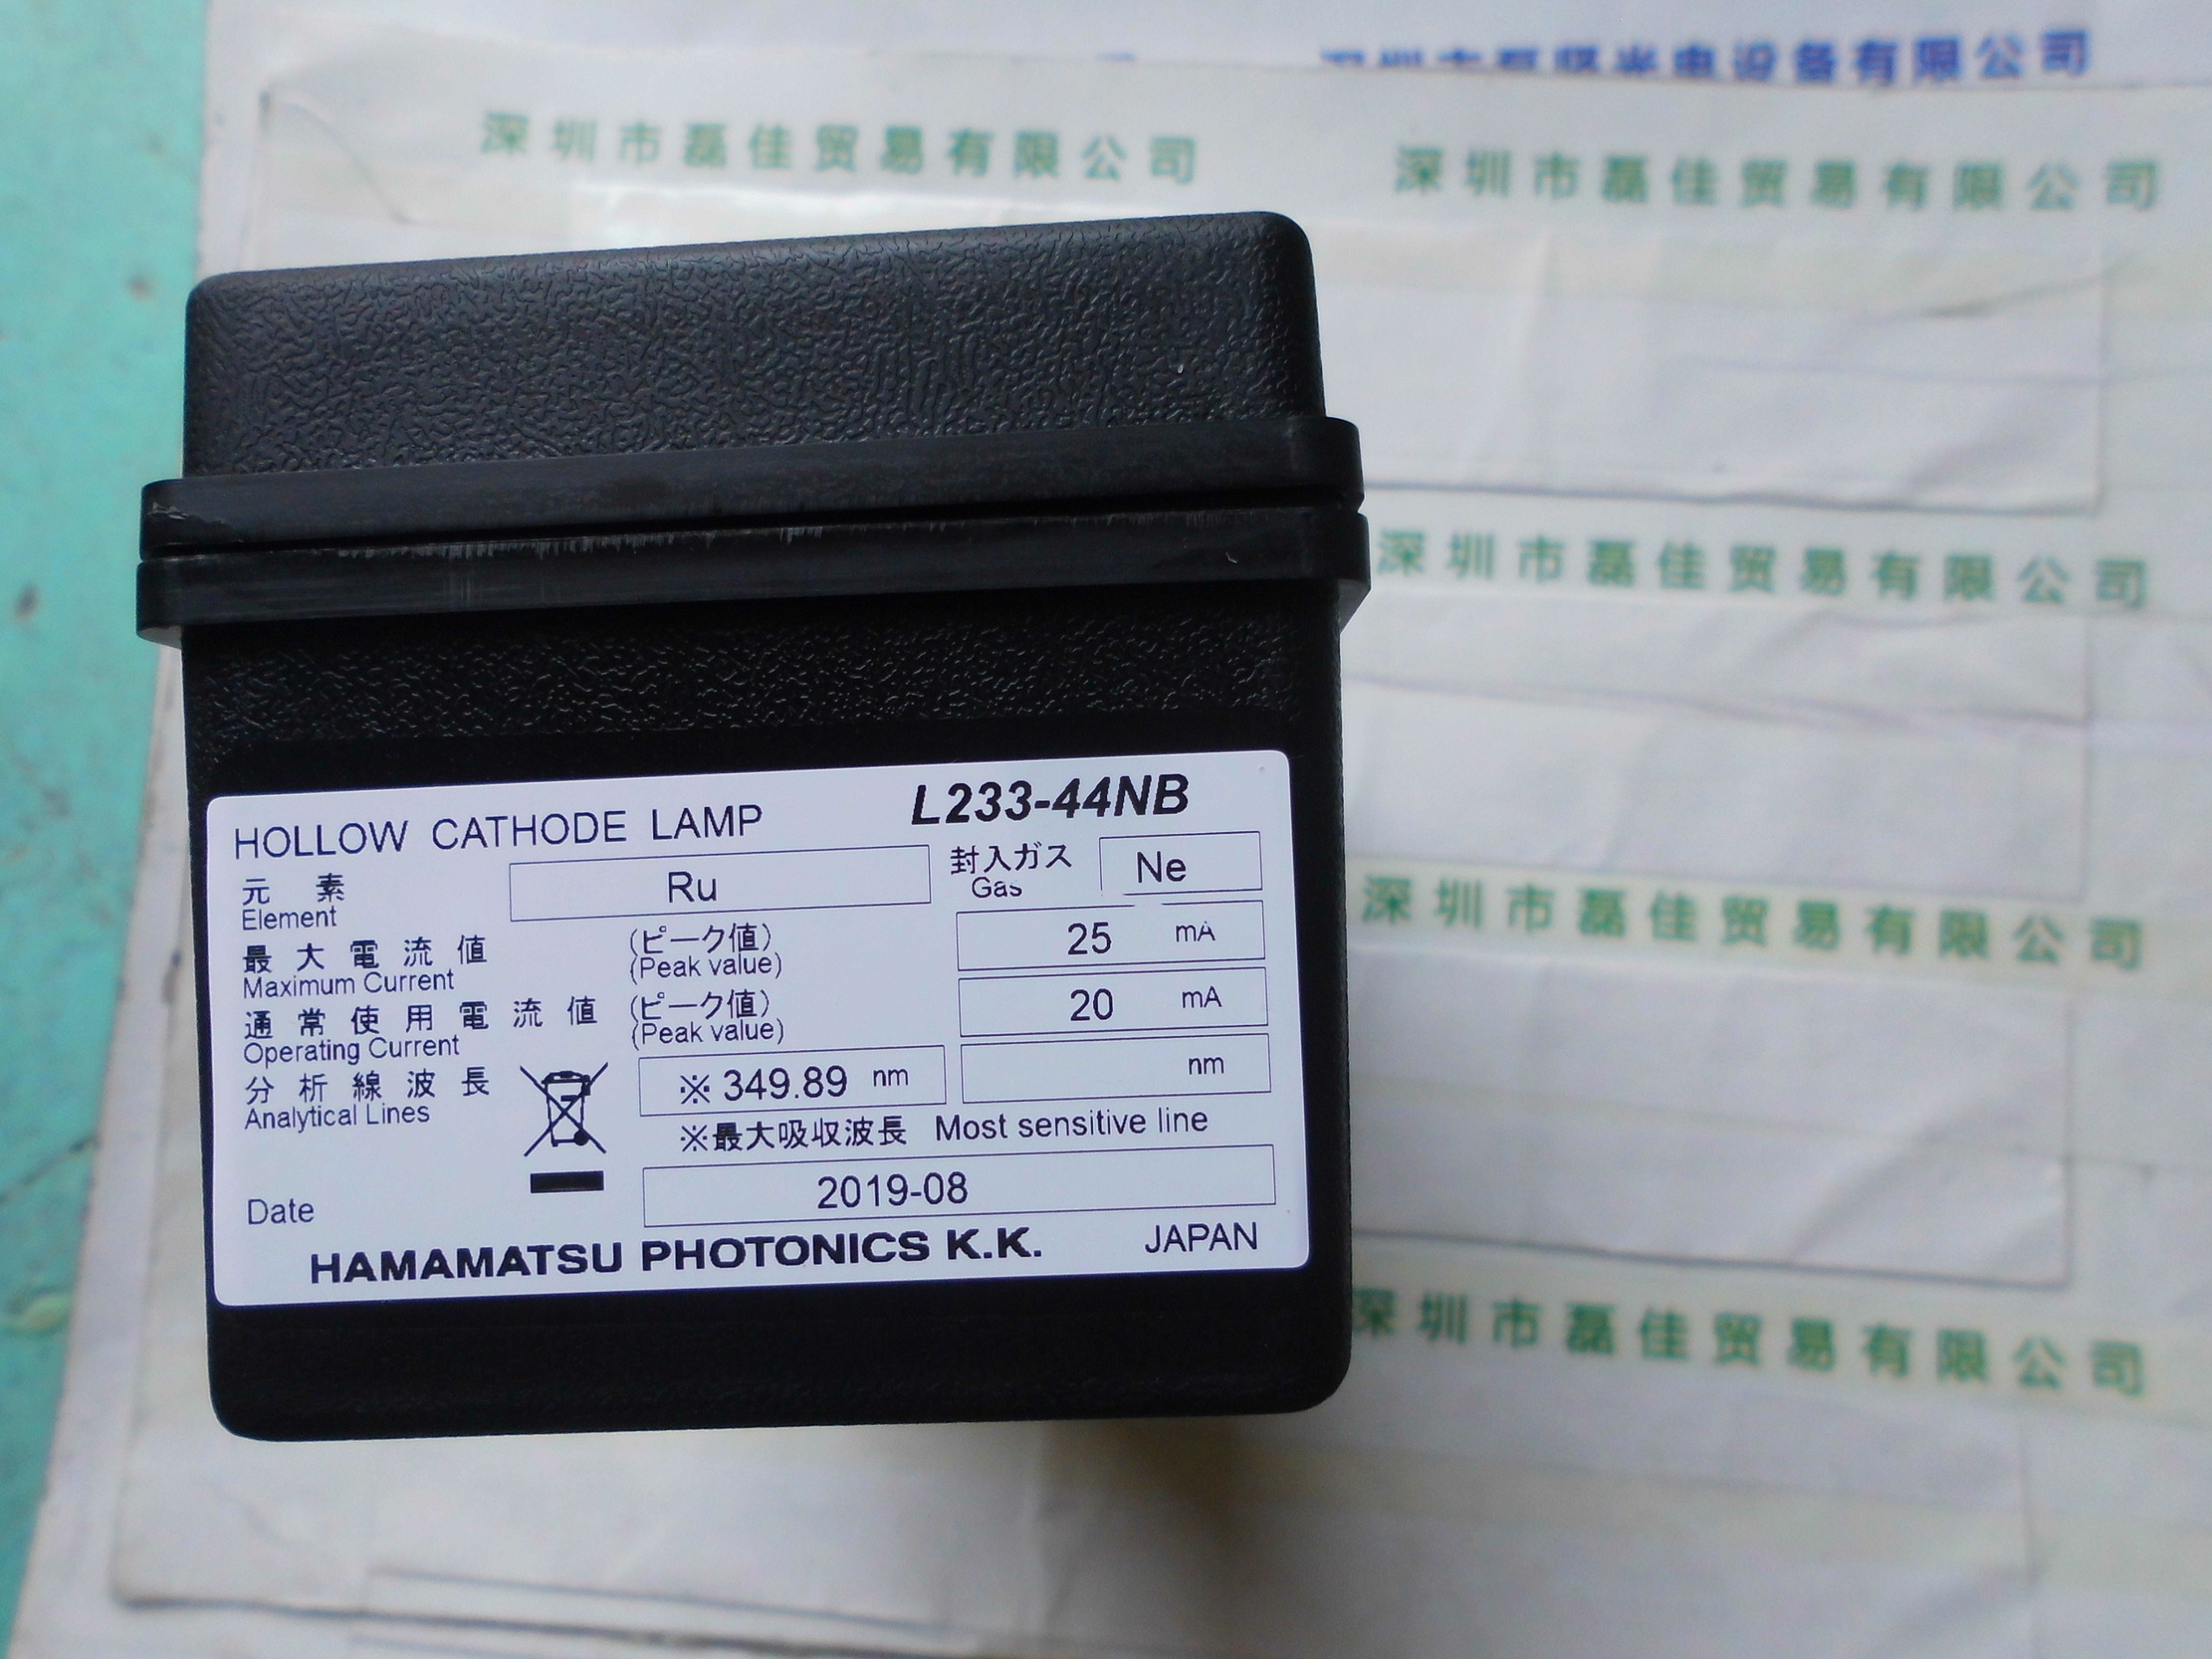 深圳市磊佳贸易有限公司
深圳市磊佳贸易有限公司
HOLLOW CATHODE LAMP L233-44NB
元素 Ru 封入ガス Ne
Element Gas
最大電流値 (ピーク値) 25 mA
Maximum Current (Peak value)
通常使用電流値 (ピーク値) 20 mA
Operating Current (Peak value)
分析線波長 ※349.89 nm nm
Analytical Lines
※最大吸収波長 Most sensitive line
Date 2019-08
HAMAMATSU PHOTONICS K.K. JAPAN
深圳市磊佳贸易有限公司
深圳市磊佳贸易有限公司
深圳市磊佳贸易有限公司